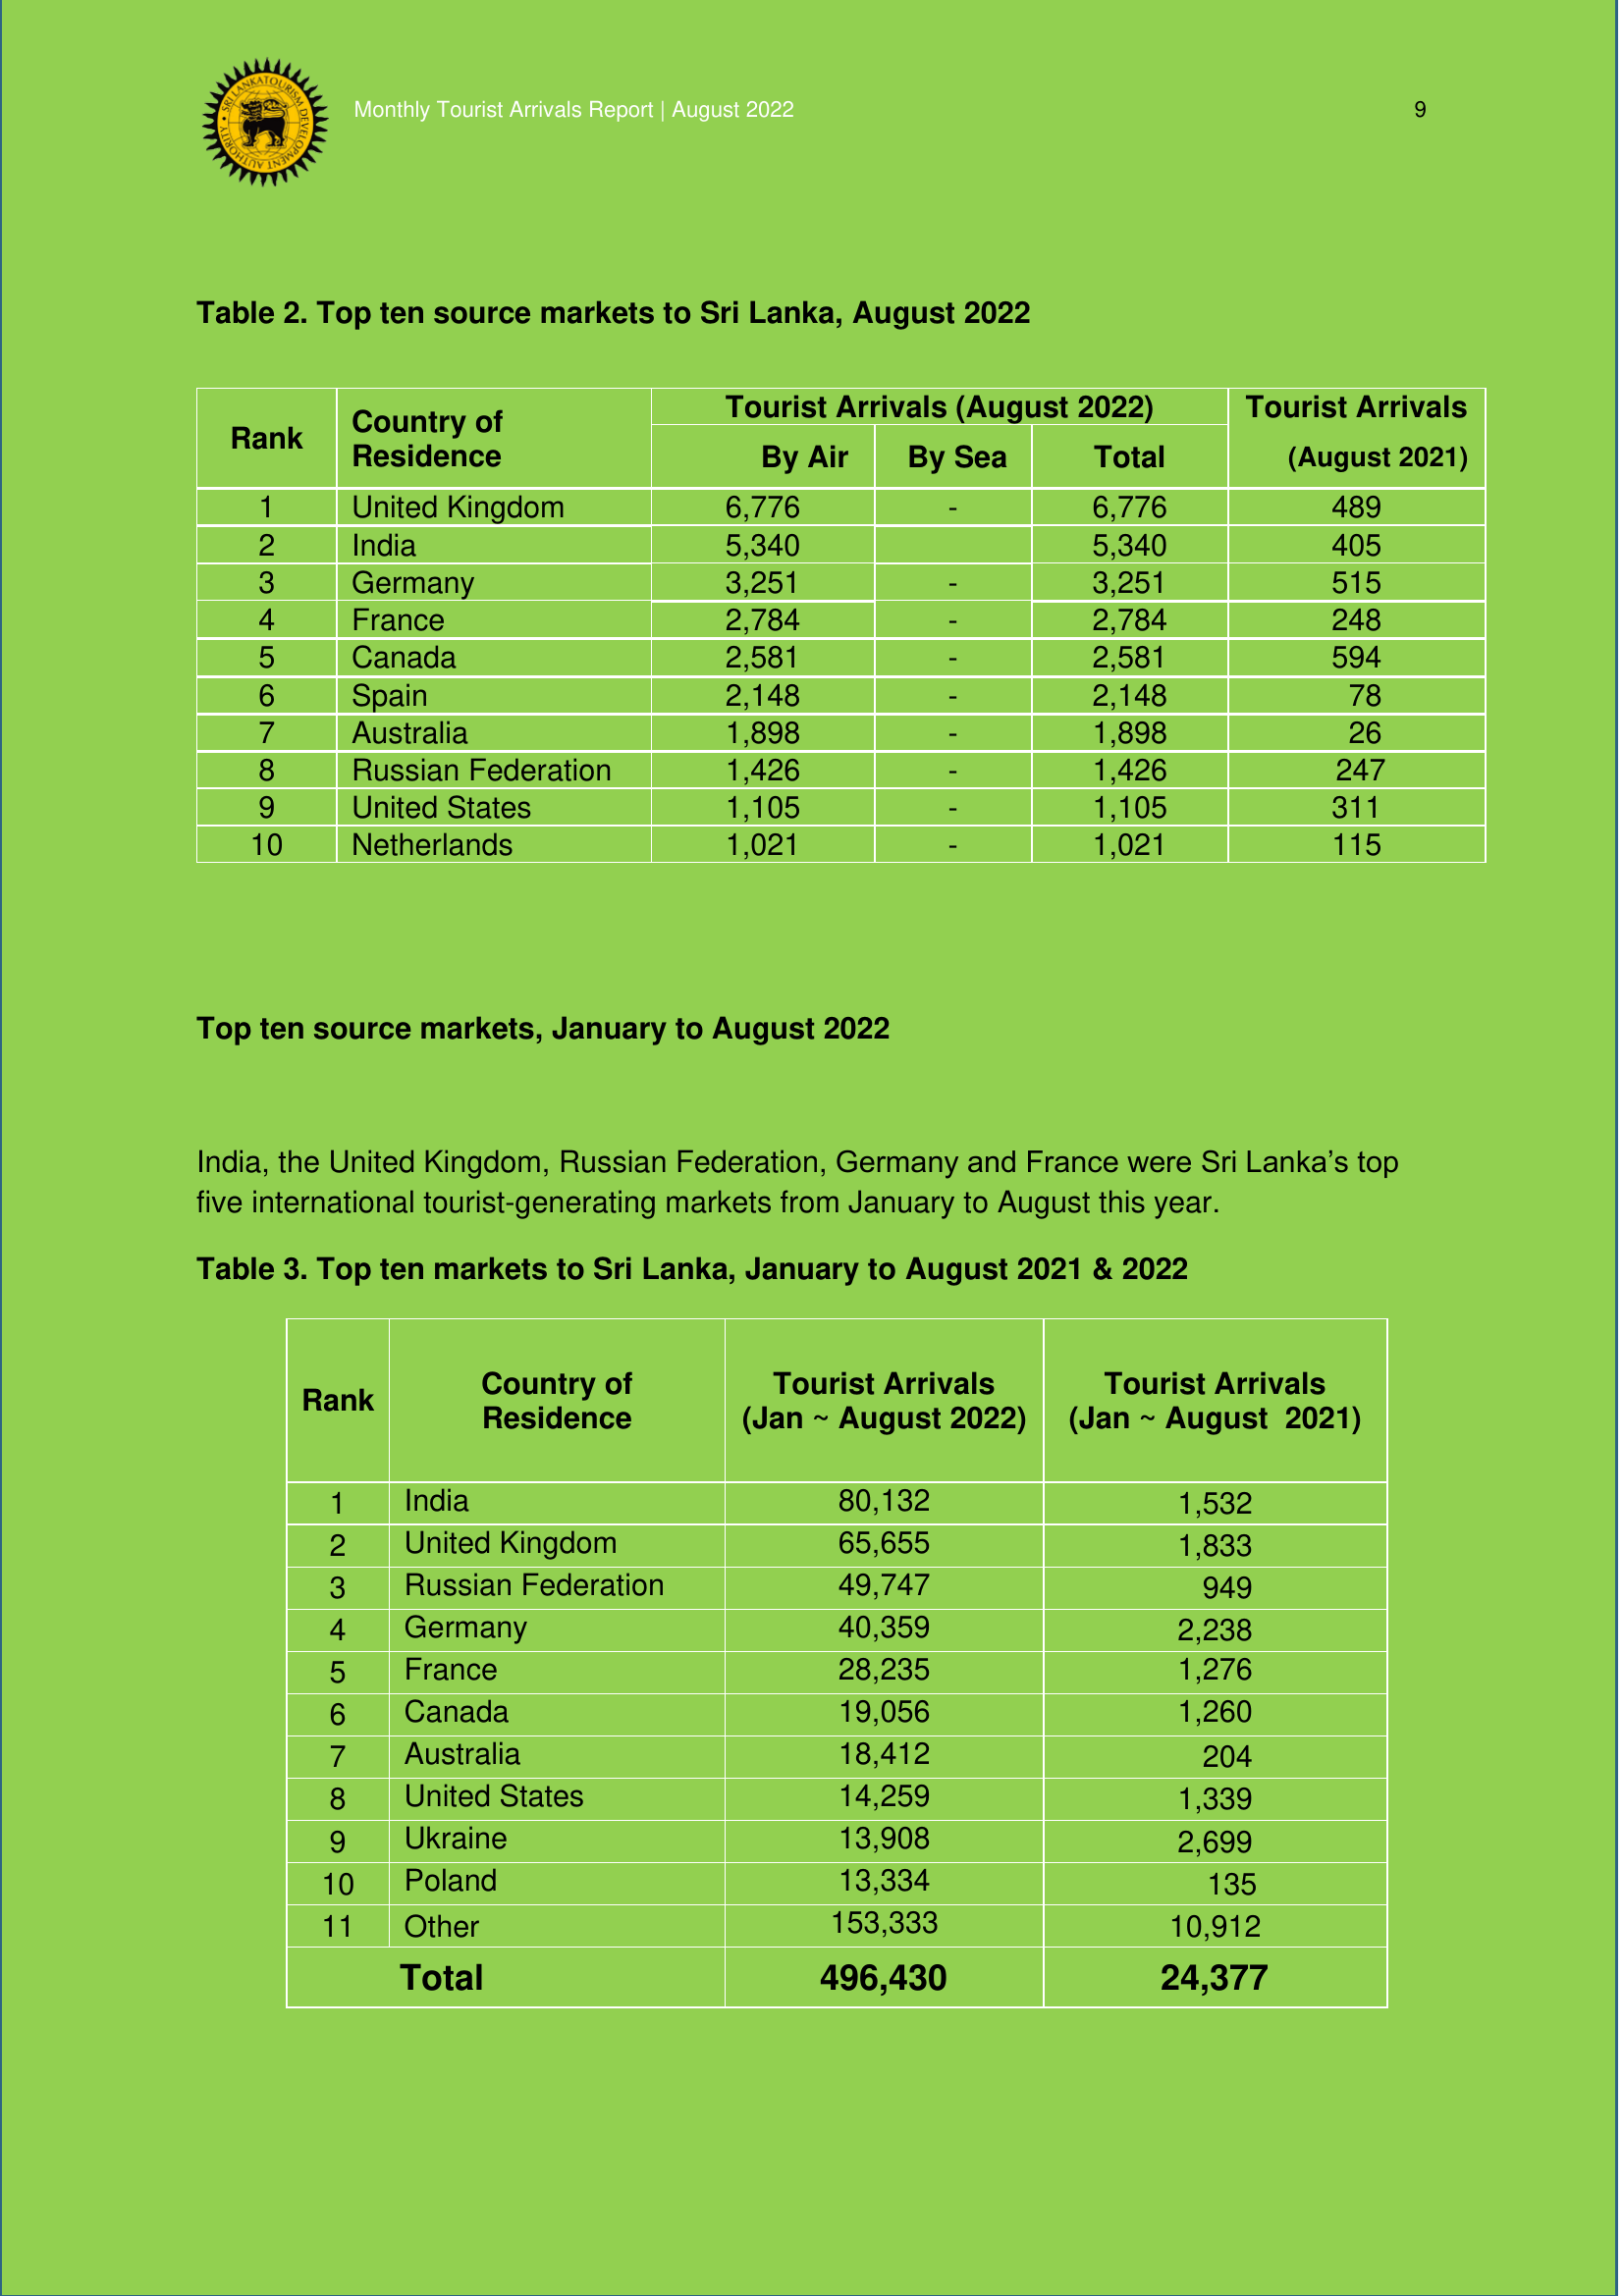 SRI LANKA TOURISM DEVELOPMENT AUTHORITY
Monthly Tourist Arrivals Report | August 2022 9
Table 2. Top ten source markets to Sri Lanka, August 2022
Rank Country of Residence Tourist Arrivals (August 2022) Tourist Arrivals (August 2021)
By Air By Sea Total
1 United Kingdom 6,776 - 6,776 489
2 India 5,340 5,340 405
3 Germany 3,251 - 3,251 515
4 France 2,784 - 2,784 248
5 Canada 2,581 - 2,581 594
6 Spain 2,148 - 2,148 78
7 Australia 1,898 - 1,898 26
8 Russian Federation 1,426 - 1,426 247
9 United States 1,105 - 1,105 311
10 Netherlands 1,021 - 1,021 115
Top ten source markets, January to August 2022
India, the United Kingdom, Russian Federation, Germany and France were Sri Lanka’s top
five international tourist-generating markets from January to August this year.
Table 3. Top ten markets to Sri Lanka, January to August 2021 & 2022
Rank Country of Residence Tourist Arrivals (Jan ~ August 2022) Tourist Arrivals (Jan ~ August 2021)
1 India 80,132 1,532
2 United Kingdom 65,655 1,833
3 Russian Federation 49,747 949
4 Germany 40,359 2,238
5 France 28,235 1,276
6 Canada 19,056 1,260
7 Australia 18,412 204
8 United States 14,259 1,339
9 Ukraine 13,908 2,699
10 Poland 13,334 135
11 Other 153,333 10,912
Total 496,430 24,377